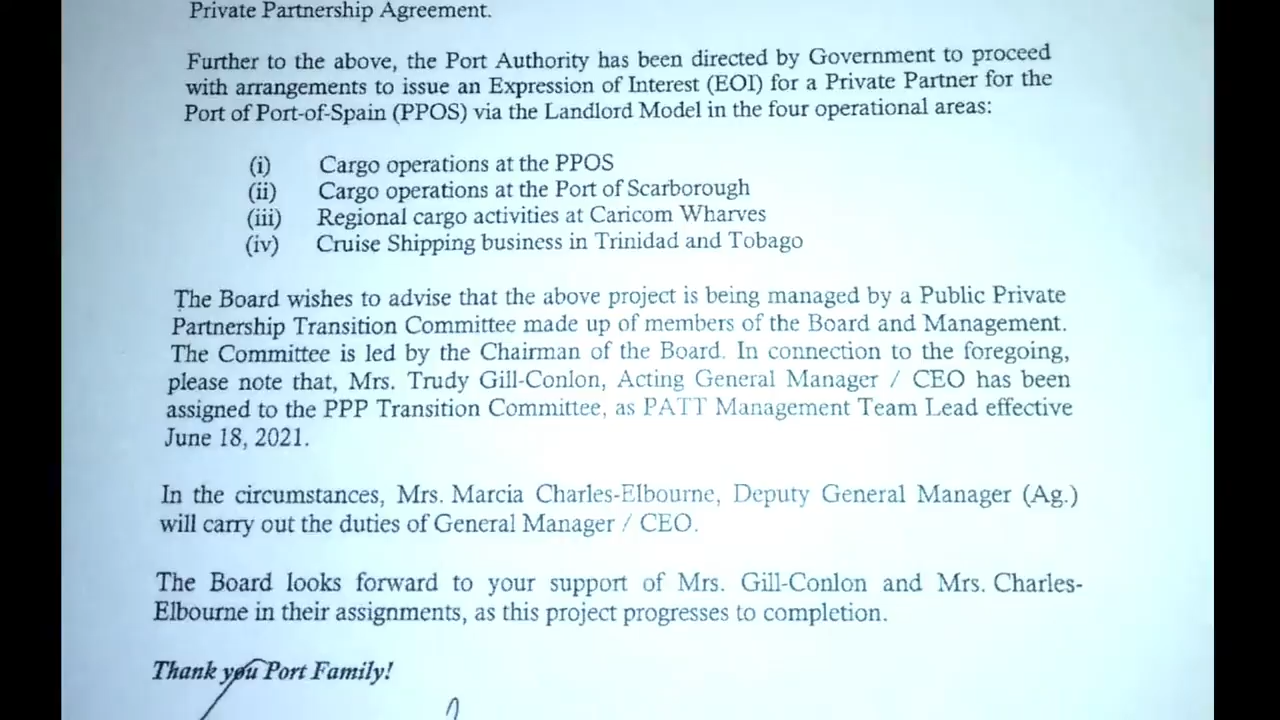 Private Partnership Agreement.
Further to the above, the Port Authority has been directed by Government to proceed
with arrangements to issue an Expression of Interest (EOI) for a Private Partner for the
Port of Port-of-Spain (PPOS) via the Landlord Model in the four operational areas:
(i) Cargo operations at the PPOS
(ii) Cargo operations at the Port of Scarborough
(iii) Regional cargo activities at Caricom Wharves
(iv) Cruise Shipping business in Trinidad and Tobago
The Board wishes to advise that the above project is being managed by a Public Private
Partnership Transition Committee made up of members of the Board and Management.
The Committee is led by the Chairman of the Board. In connection to the foregoing,
please note that, Mrs. Trudy Gill-Conlon, Acting General Manager / CEO has been
assigned to the PPP Transition Committee, as PATT Management Team Lead effective
June 18, 2021.
In the circumstances, Mrs. Marcia Charles-Elbourne, Deputy General Manager (Ag.)
will carry out the duties of General Manager / CEO.
The Board looks forward to your support of Mrs. Gill-Conlon and Mrs. Charles-
Elbourne in their assignments, as this project progresses to completion.
Thank you Port Family!